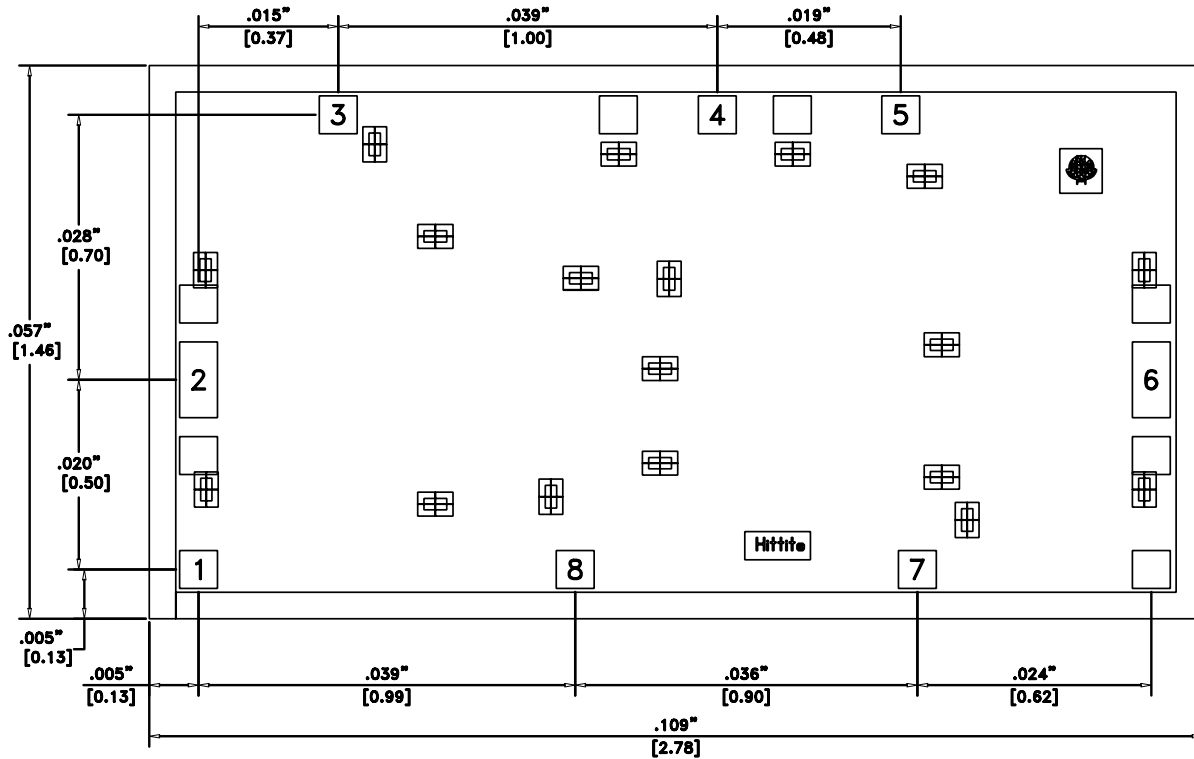 .015" .039" .019"
[0.37] [1.00] [0.48]
3 4 5
.028"
[0.70]
.057"
[1.46]
2 6
.020"
[0.50]
Hittite
1 8 7
.005"
[0.13]
.005" .039" .036" .024"
[0.13] [0.99] [0.90] [0.62]
.109"
[2.78]